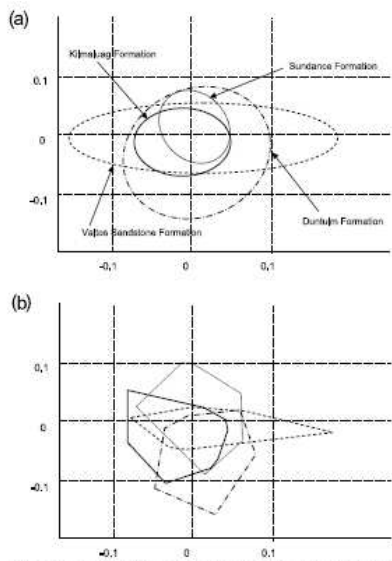 (a)
Kilmaluag Formation
Sundance Formation
0.1
0
-0.1
Valtos Sandstone Formation
Duntulm Formation
-0.1
0
0.1
(b)
0.1
0
-0.1
-0.1
0
0.1